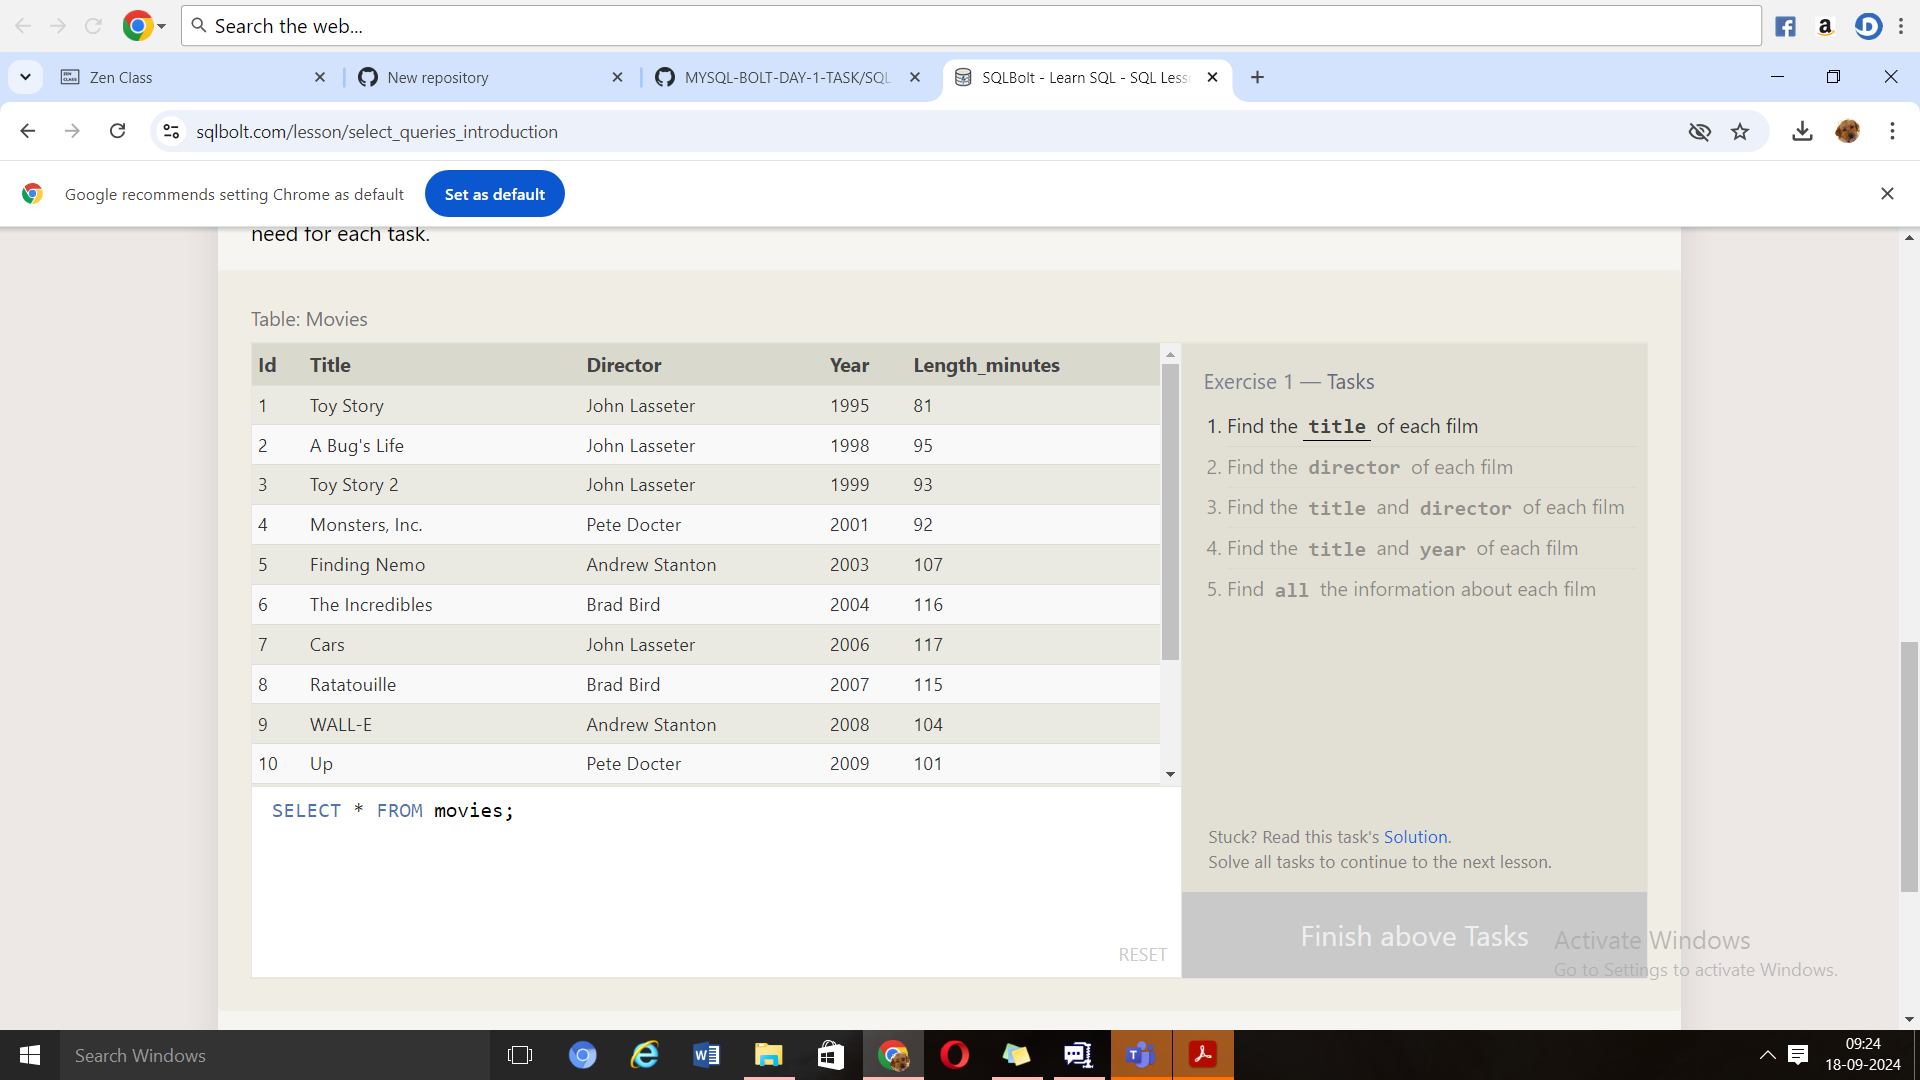 Search the web...
Zen Class
New repository
MYSQL-BOLT-DAY-1-TASK/SQL
SQLBolt - Learn SQL - SQL Less
sqlbolt.com/lesson/select_queries_introduction
Google recommends setting Chrome as default
Set as default
need for each task.
Table: Movies
Id Title Director Year Length_minutes
1 Toy Story John Lasseter 1995 81
2 A Bug's Life John Lasseter 1998 95
3 Toy Story 2 John Lasseter 1999 93
4 Monsters, Inc. Pete Docter 2001 92
5 Finding Nemo Andrew Stanton 2003 107
6 The Incredibles Brad Bird 2004 116
7 Cars John Lasseter 2006 117
8 Ratatouille Brad Bird 2007 115
9 WALL-E Andrew Stanton 2008 104
10 Up Pete Docter 2009 101
SELECT * FROM movies;
RESET
Exercise 1 — Tasks
1. Find the title of each film
2. Find the director of each film
3. Find the title and director of each film
4. Find the title and year of each film
5. Find all the information about each film
Stuck? Read this task's Solution.
Solve all tasks to continue to the next lesson.
Finish above Tasks
Activate Windows
Go to Settings to activate Windows.
Search Windows
09:24
18-09-2024